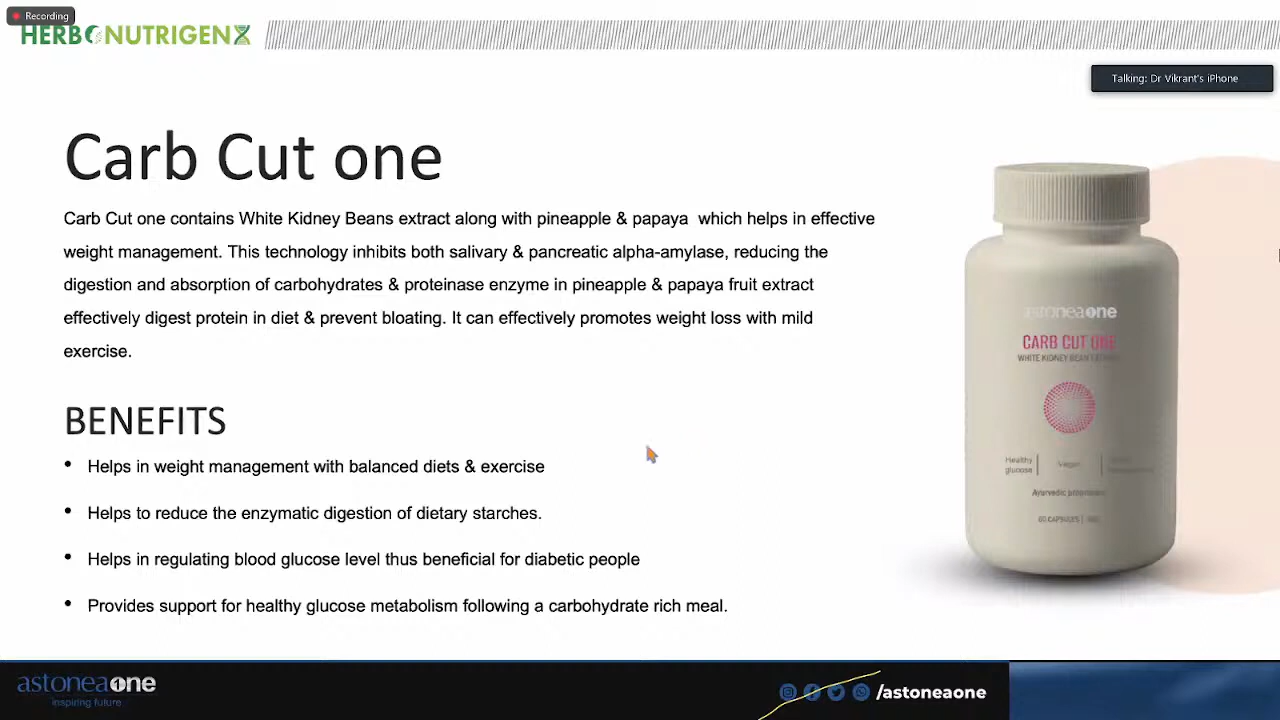 Recording
HERBONUTRIGENX
Talking: Dr Vikrant's iPhone
Carb Cut one
Carb Cut one contains White Kidney Beans extract along with pineapple & papaya which helps in effective
weight management. This technology inhibits both salivary & pancreatic alpha-amylase, reducing the
digestion and absorption of carbohydrates & proteinase enzyme in pineapple & papaya fruit extract
effectively digest protein in diet & prevent bloating. It can effectively promotes weight loss with mild
exercise.
BENEFITS
• Helps in weight management with balanced diets & exercise
• Helps to reduce the enzymatic digestion of dietary starches.
• Helps in regulating blood glucose level thus beneficial for diabetic people
• Provides support for healthy glucose metabolism following a carbohydrate rich meal.
astoneaone
CARB CUT ONE
WHITE KIDNEY BEAN
Healthy
glucose
Vegan
Ayurvedic
60 CAPSULES
astoneaone
inspiring future
/astoneaone